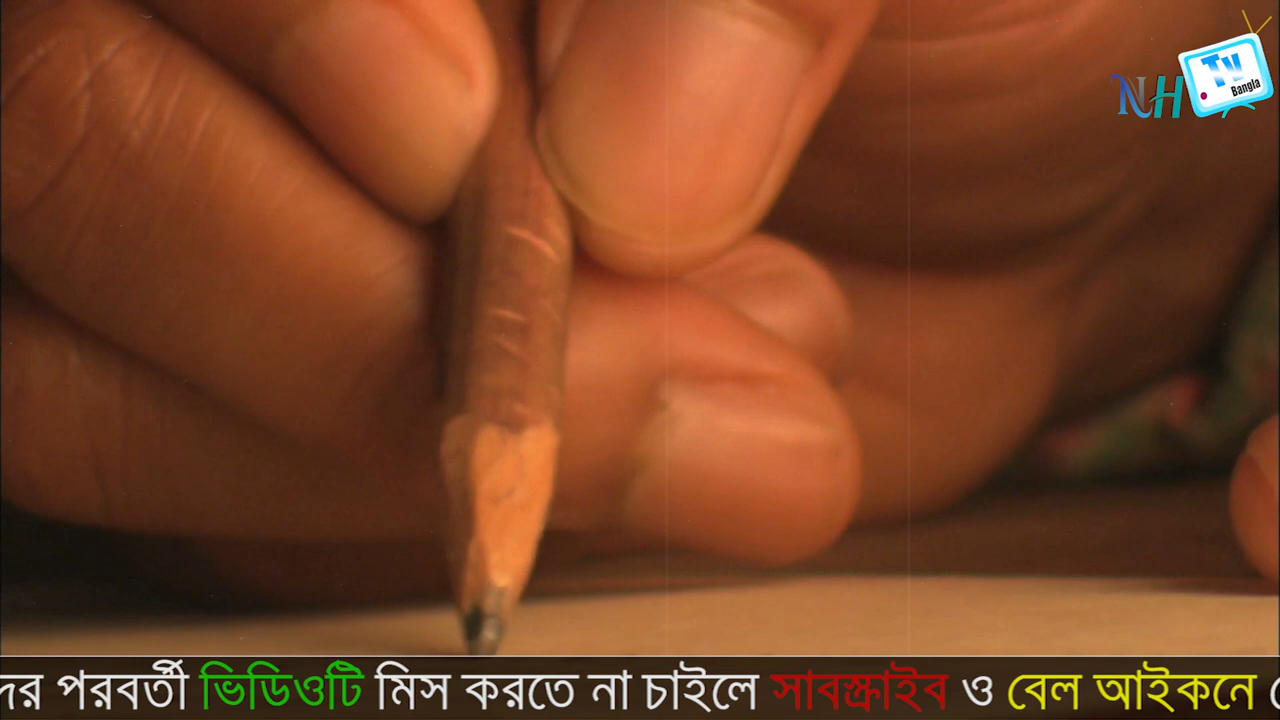 NH
Tv
Bangla
দের পরবর্তী ভিডিওটি মিস করতে না চাইলে সাবস্ক্রাইব ও বেল আইকনে